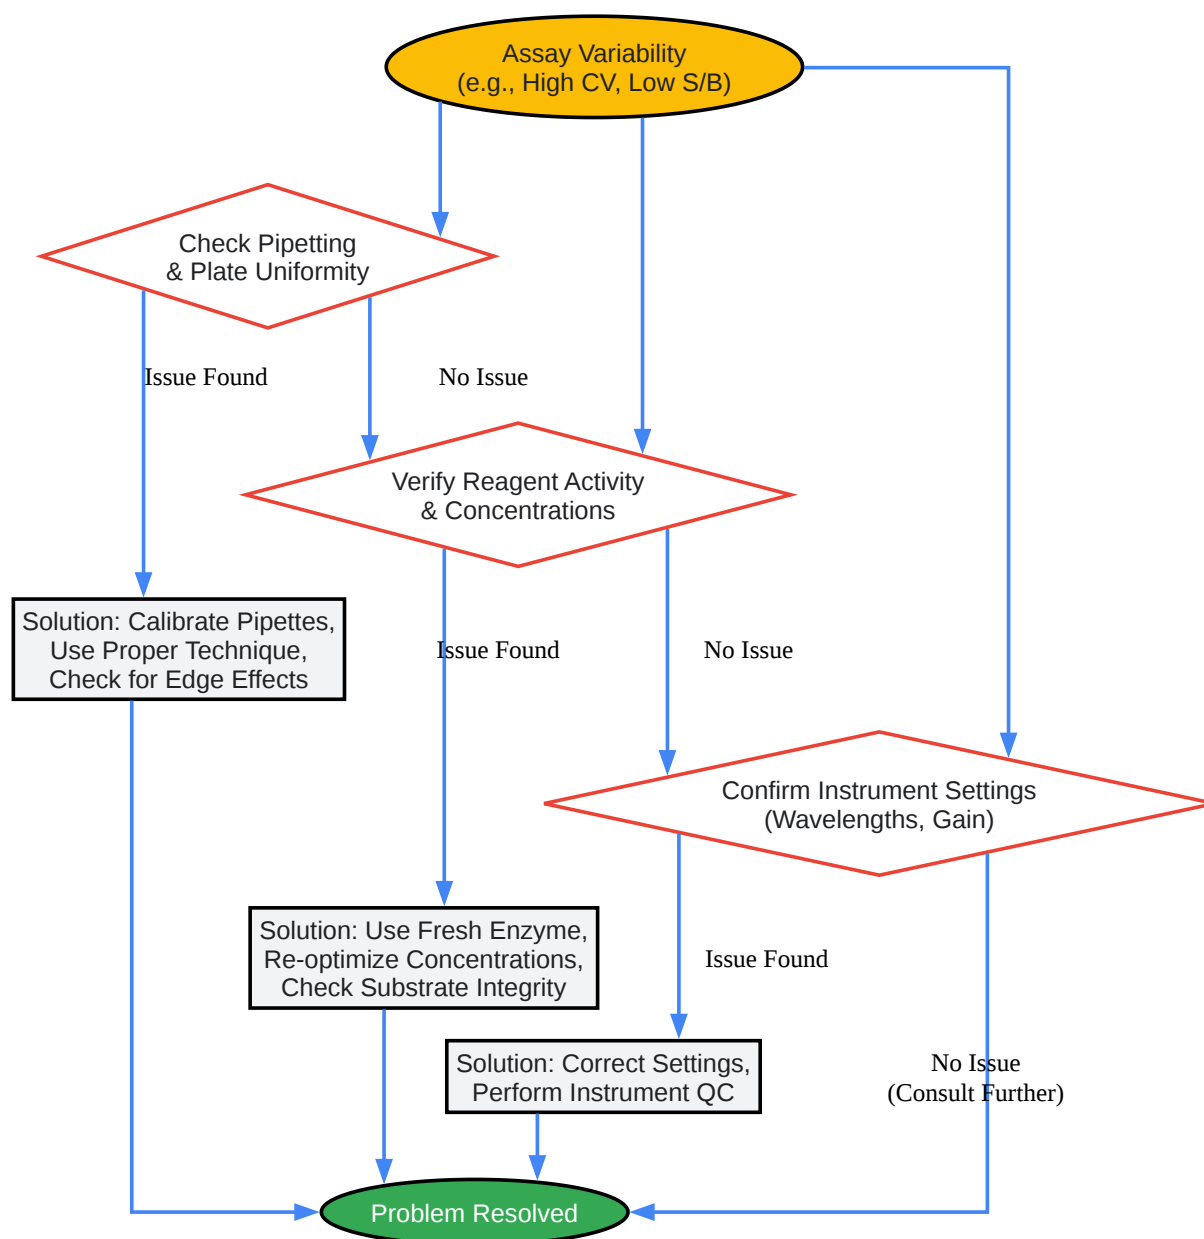 Assay Variability
(e.g., High CV, Low S/B)
Check Pipetting
& Plate Uniformity
Issue Found
No Issue
Verify Reagent Activity
& Concentrations
Solution: Calibrate Pipettes,
Use Proper Technique,
Check for Edge Effects
Issue Found
No Issue
Confirm Instrument Settings
(Wavelengths, Gain)
Solution: Use Fresh Enzyme,
Re-optimize Concentrations,
Check Substrate Integrity
Issue Found
Solution: Correct Settings,
Perform Instrument QC
No Issue
(Consult Further)
Problem Resolved